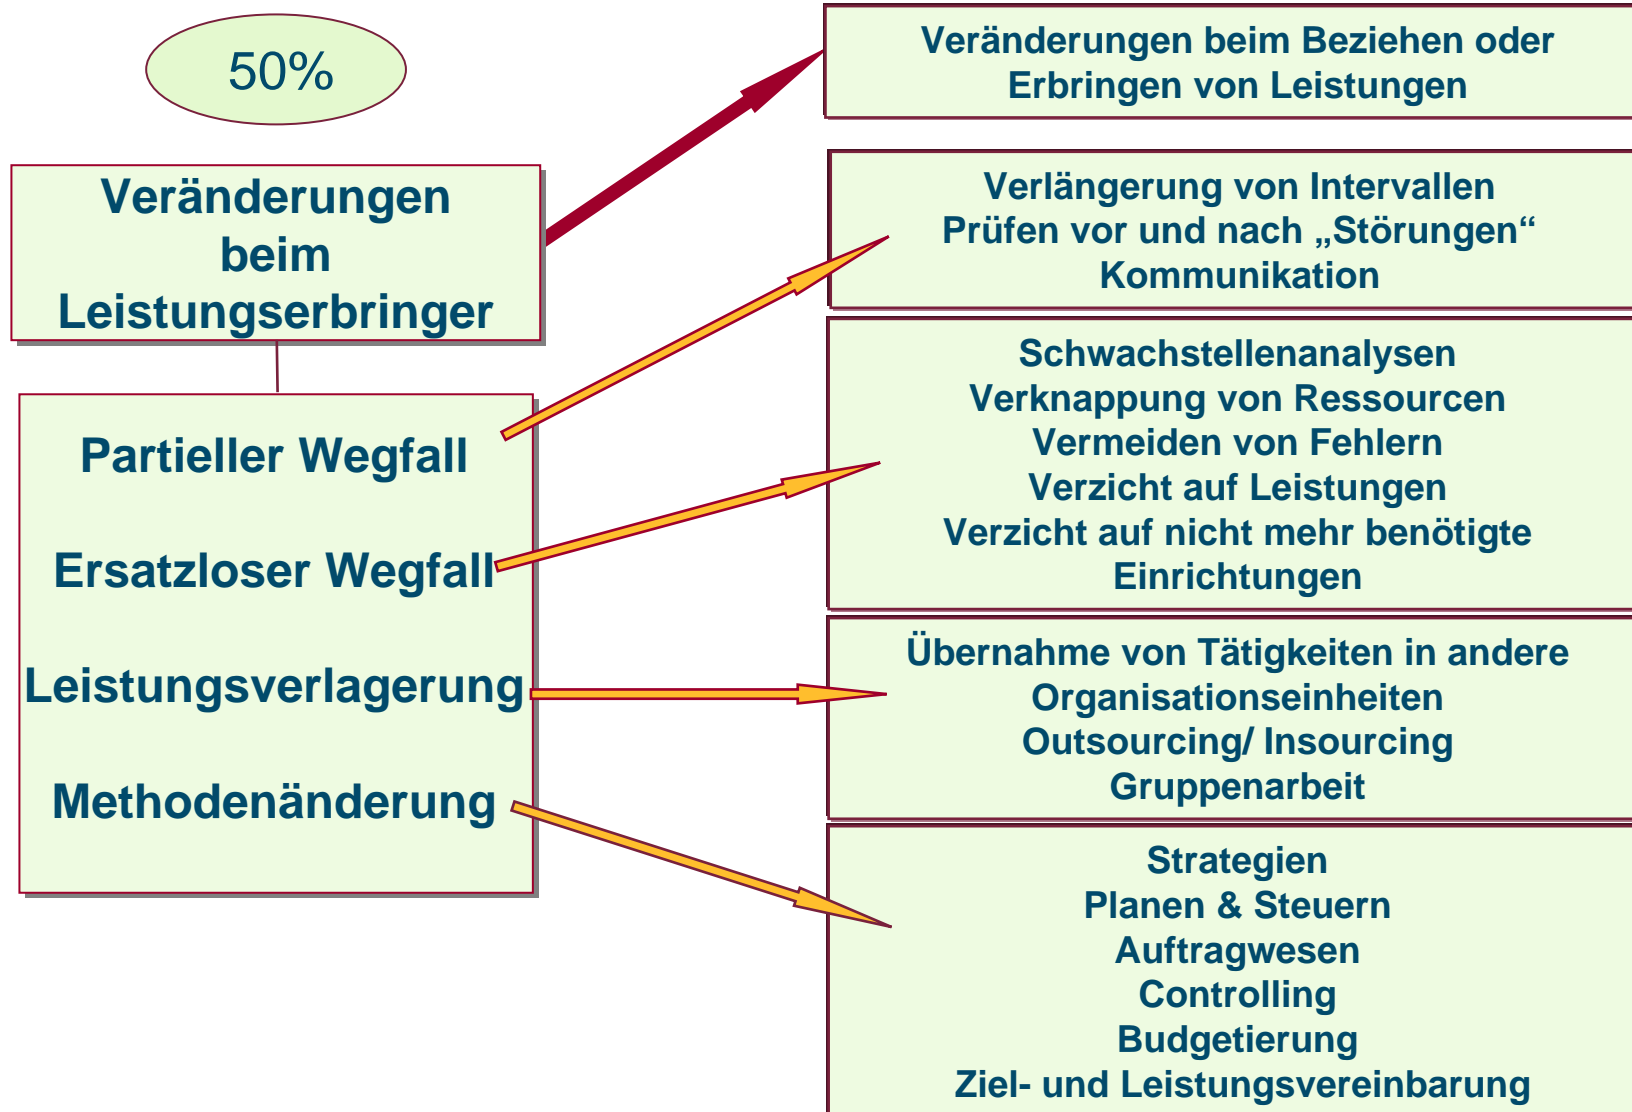 50%
Veränderungen
beim
Leistungserbringer
Partieller Wegfall
Ersatzloser Wegfall
Leistungsverlagerung
Methodenänderung
Veränderungen beim Beziehen oder
Erbringen von Leistungen
Verlängerung von Intervallen
Prüfen vor und nach „Störungen“
Kommunikation
Schwachstellenanalysen
Verknappung von Ressourcen
Vermeiden von Fehlern
Verzicht auf Leistungen
Verzicht auf nicht mehr benötigte
Einrichtungen
Übernahme von Tätigkeiten in andere
Organisationseinheiten
Outsourcing/ Insourcing
Gruppenarbeit
Strategien
Planen & Steuern
Auftragwesen
Controlling
Budgetierung
Ziel- und Leistungsvereinbarung